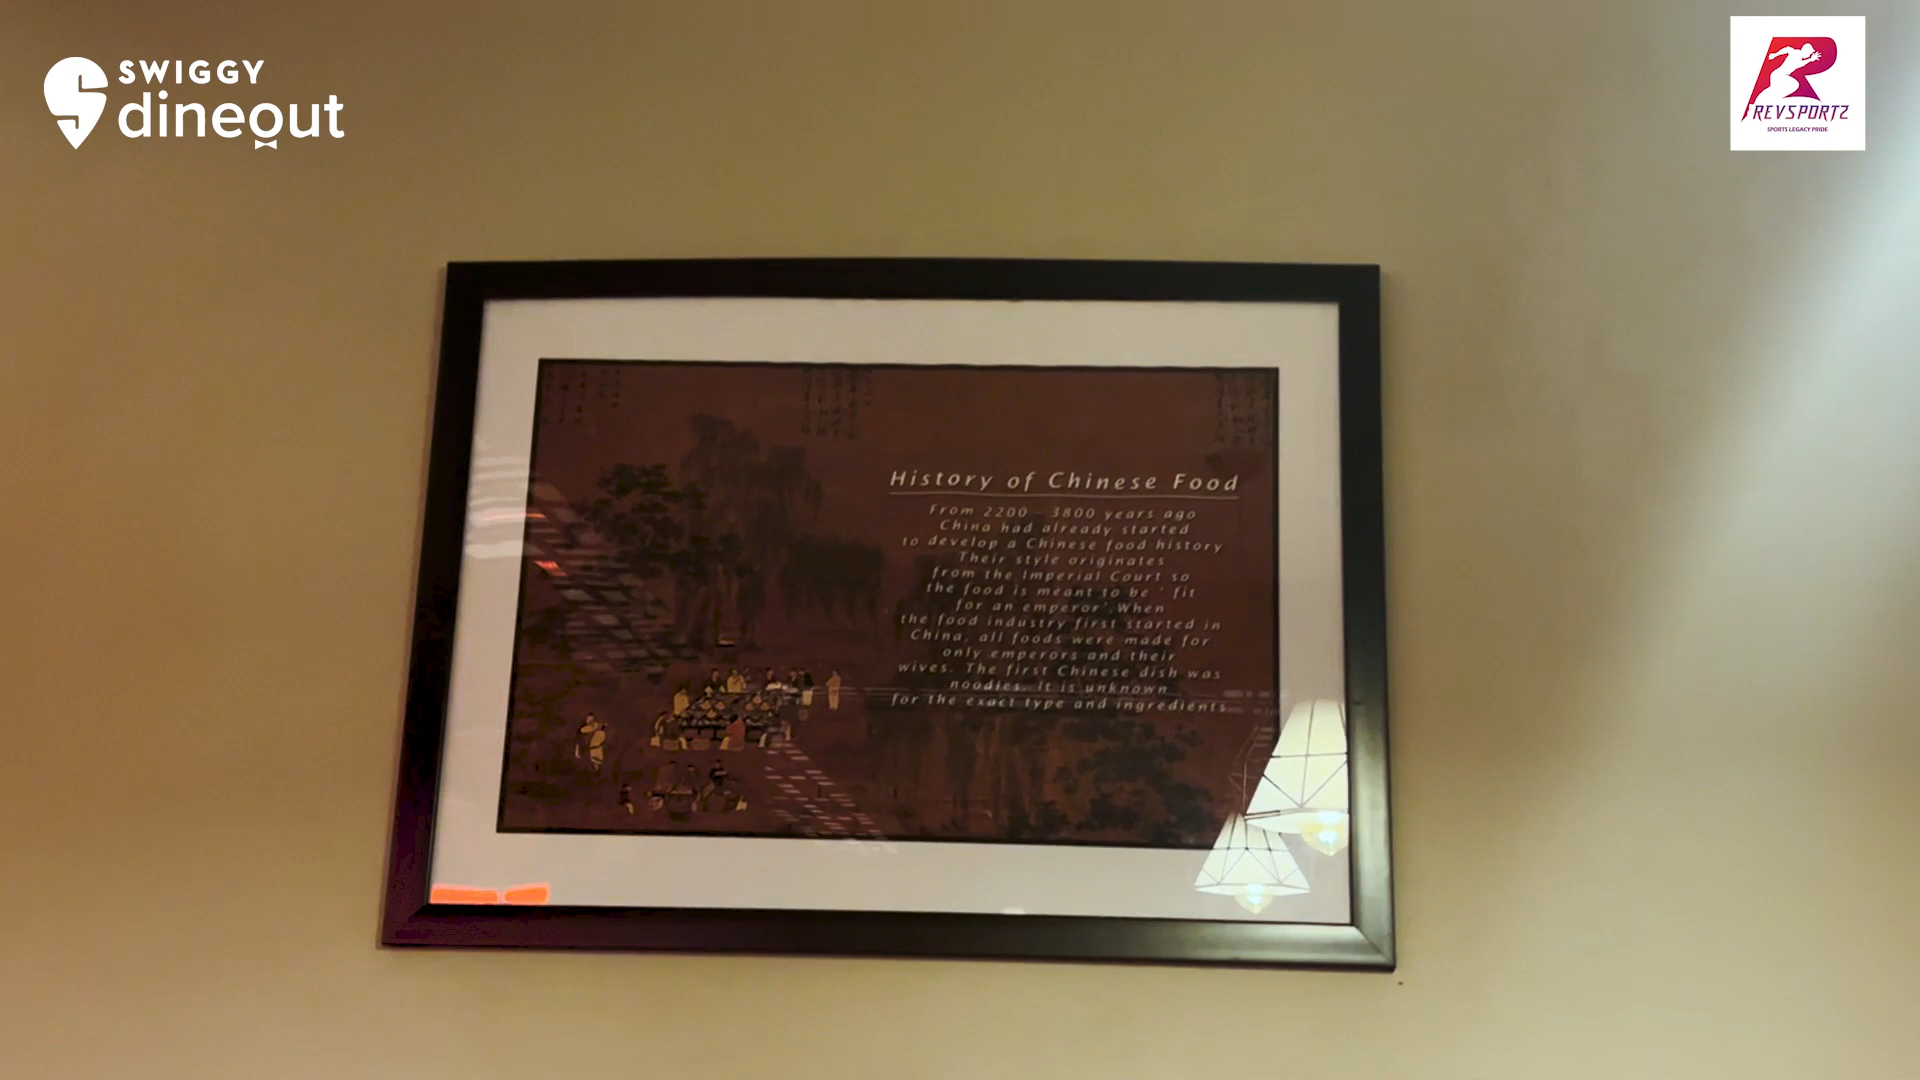 SWIGGY
dineout
REVSPORTZ
SPORTS LEGACY PRIDE
History of Chinese Food
From 2200 - 3800 years ago
China had already started
to develop a Chinese food history
Their style originates
from the Imperial Court so
the food is meant to be ' fit
for an emperor'.When
the food industry first started in
China, all foods were made for
only emperors and their
wives. The first Chinese dish was
noodles. It is unknown
for the exact type and ingredients